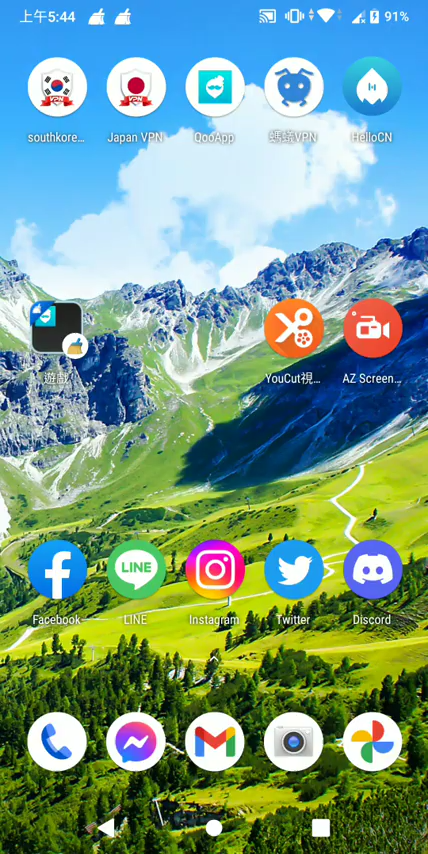 上午5:44
91%
southkore...
Japan VPN
QooApp
螞蟻VPN
HelloCN
遊戲
YouCut視...
AZ Screen...
LINE
Facebook
LINE
Instagram
Twitter
Discord